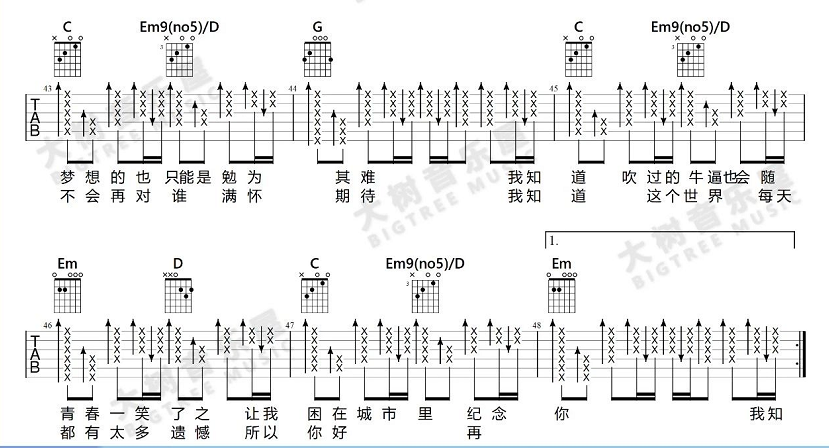 C Em9(no5)/D G C Em9(no5)/D
43 44 45
梦想的也只能是勉为 其难 我知道 吹过的牛逼也会随
不会再对谁满怀 期待 我知道 这个世界每天
1.
Em D C Em9(no5)/D Em
46 47 48
青春一笑了之 让我困在城市里纪念 你 我知
都有太多遗憾 所以你好 再
TAB
大树音乐屋
BIGTREE MUSIC